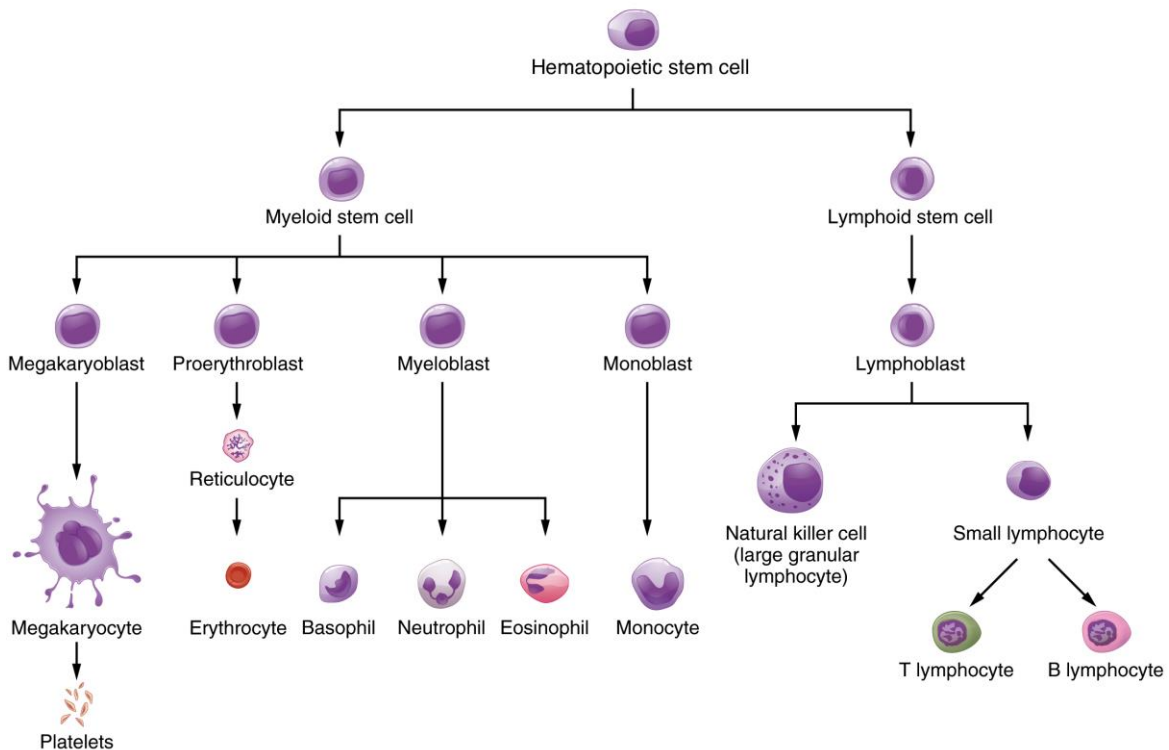 Hematopoietic stem cell
Myeloid stem cell
Lymphoid stem cell
Megakaryoblast
Proerythroblast
Myeloblast
Monoblast
Lymphoblast
Reticulocyte
Natural killer cell
(large granular
lymphocyte)
Small lymphocyte
Megakaryocyte
Erythrocyte
Basophil
Neutrophil
Eosinophil
Monocyte
T lymphocyte
B lymphocyte
Platelets